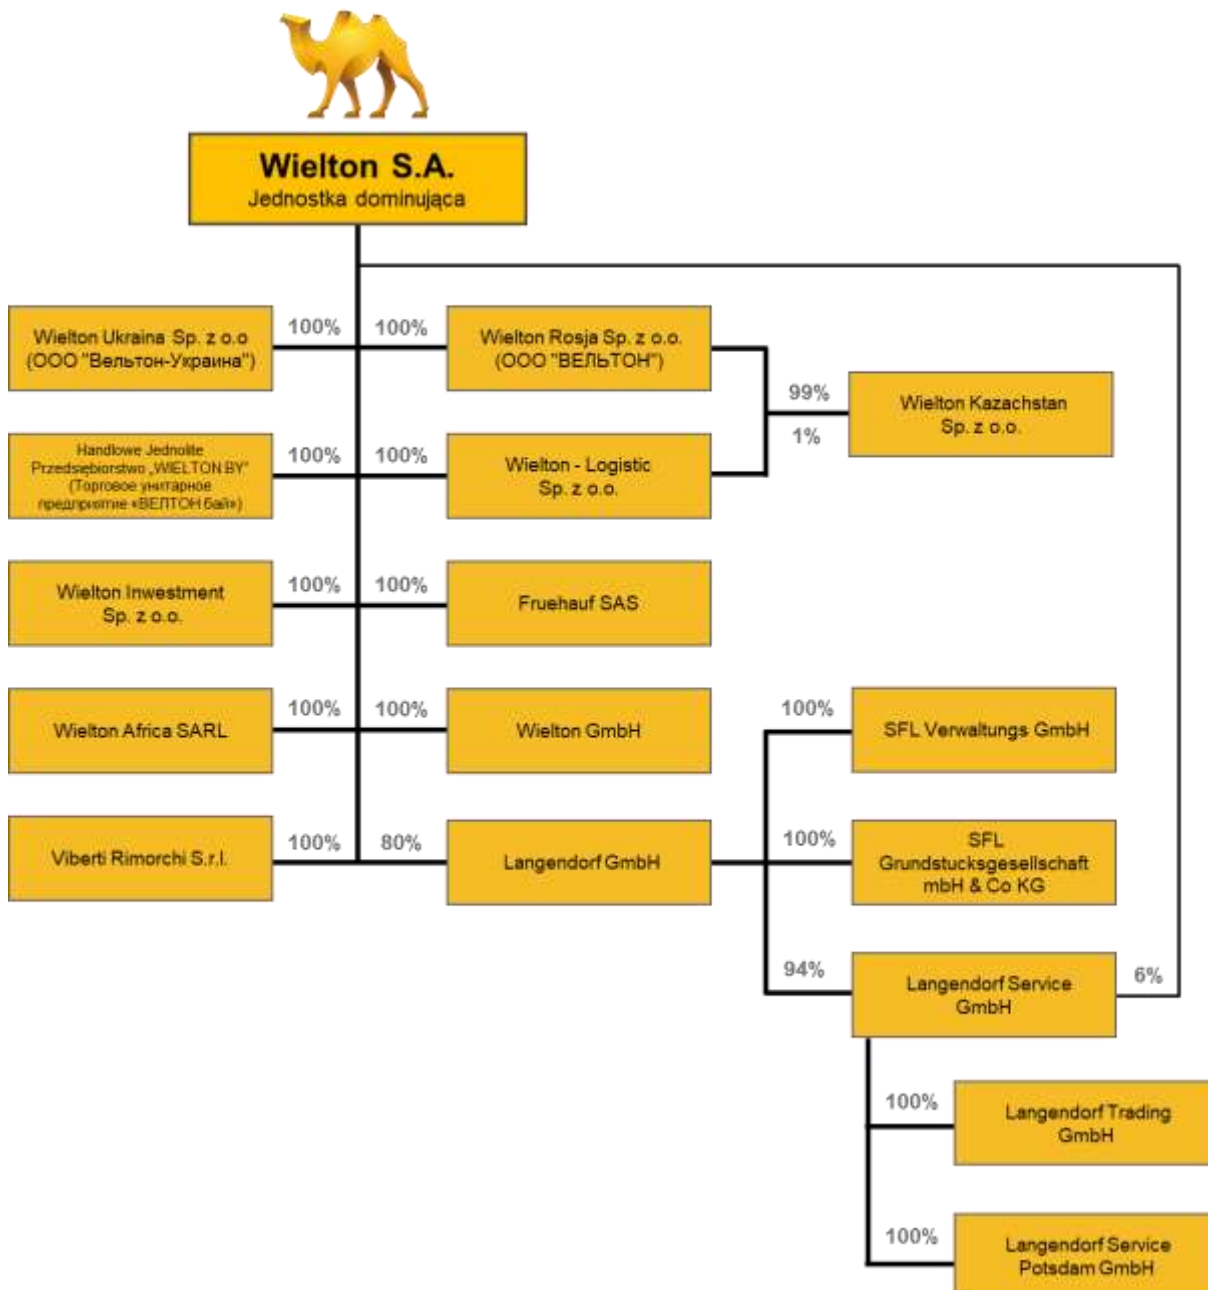 Wielton S.A.
Jednostka dominująca
Wielton Ukraina Sp. z o.o
(ООО "Вельтон-Украина")
100%
100%
Wielton Rosja Sp. z o.o.
(ООО "ВЕЛЬТОН")
99%
1%
Wielton Kazachstan
Sp. z o.o.
Handlowe Jednolite
Przedsębiorstwo „WIELTON BY"
(Торговое унитарное
предприятие «ВЕЛТОН бай»)
100%
100%
Wielton - Logistic
Sp. z o.o.
Wielton Inwestment
Sp. z o.o.
100%
100%
Fruehauf SAS
Wielton Africa SARL
100%
100%
Wielton GmbH
100%
SFL Verwaltungs GmbH
Viberti Rimorchi S.r.l.
100%
80%
Langendorf GmbH
100%
SFL
Grundstucksgesellschaft
mbH & Co KG
94%
Langendorf Service
GmbH
6%
100%
Langendorf Trading
GmbH
100%
Langendorf Service
Potsdam GmbH